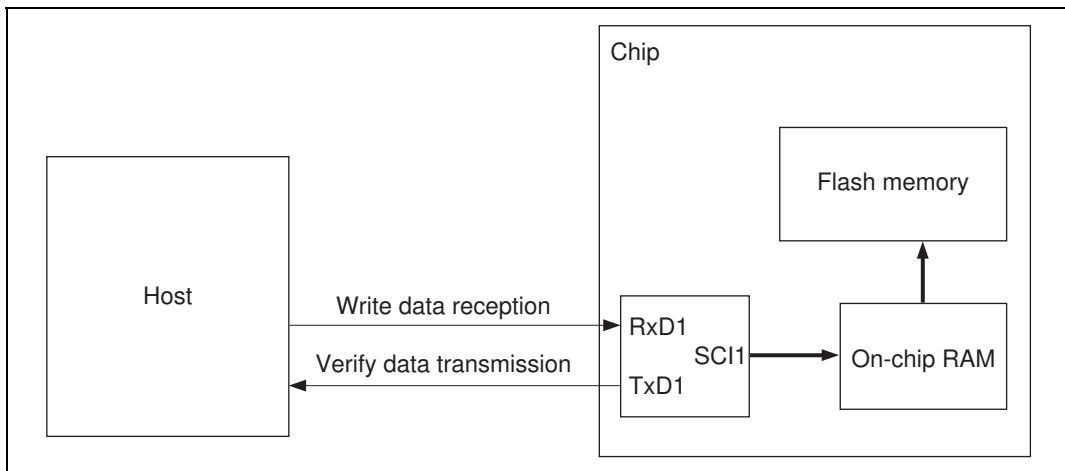 Chip
Flash memory
Host
Write data reception
RxD1
SCI1
On-chip RAM
Verify data transmission
TxD1